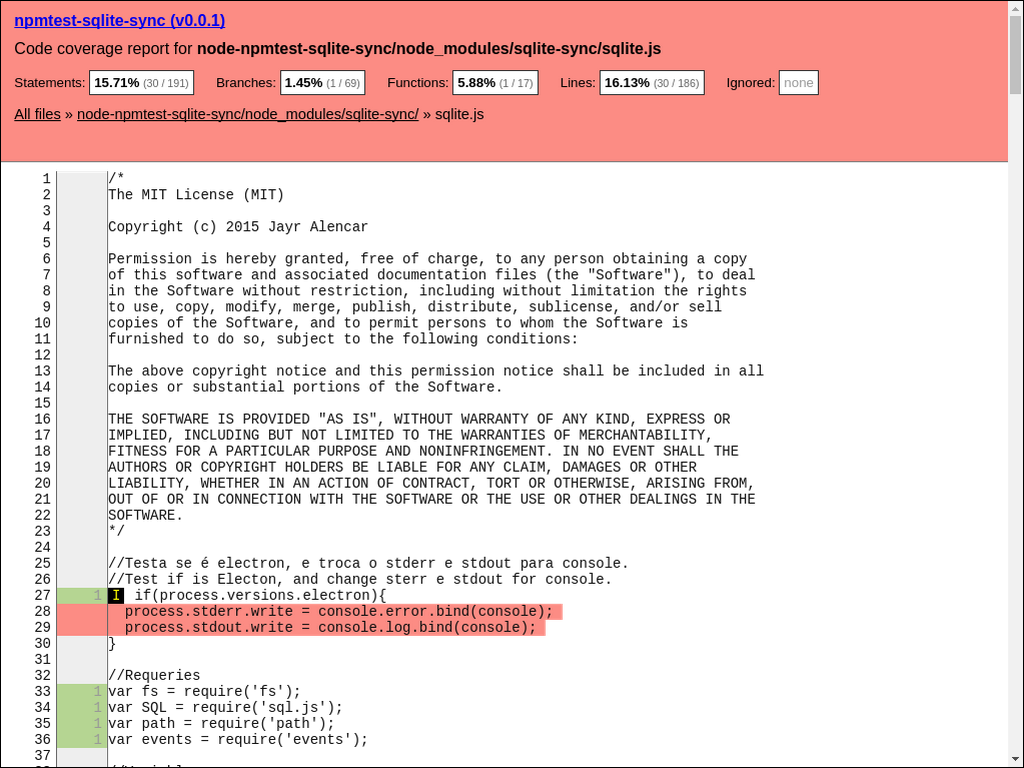 npmtest-sqlite-sync (v0.0.1)
Code coverage report for node-npmtest-sqlite-sync/node_modules/sqlite-sync/sqlite.js
Statements: 15.71% (30 / 191) Branches: 1.45% (1 / 69) Functions: 5.88% (1 / 17) Lines: 16.13% (30 / 186) Ignored: none
All files » node-npmtest-sqlite-sync/node_modules/sqlite-sync/ » sqlite.js
1 /*
2 The MIT License (MIT)
3
4 Copyright (c) 2015 Jayr Alencar
5
6 Permission is hereby granted, free of charge, to any person obtaining a copy
7 of this software and associated documentation files (the "Software"), to deal
8 in the Software without restriction, including without limitation the rights
9 to use, copy, modify, merge, publish, distribute, sublicense, and/or sell
10 copies of the Software, and to permit persons to whom the Software is
11 furnished to do so, subject to the following conditions:
12
13 The above copyright notice and this permission notice shall be included in all
14 copies or substantial portions of the Software.
15
16 THE SOFTWARE IS PROVIDED "AS IS", WITHOUT WARRANTY OF ANY KIND, EXPRESS OR
17 IMPLIED, INCLUDING BUT NOT LIMITED TO THE WARRANTIES OF MERCHANTABILITY,
18 FITNESS FOR A PARTICULAR PURPOSE AND NONINFRINGEMENT. IN NO EVENT SHALL THE
19 AUTHORS OR COPYRIGHT HOLDERS BE LIABLE FOR ANY CLAIM, DAMAGES OR OTHER
20 LIABILITY, WHETHER IN AN ACTION OF CONTRACT, TORT OR OTHERWISE, ARISING FROM,
21 OUT OF OR IN CONNECTION WITH THE SOFTWARE OR THE USE OR OTHER DEALINGS IN THE
22 SOFTWARE.
23 */
24
25 //Testa se é electron, e troca o stderr e stdout para console.
26 //Test if is Electon, and change sterr e stdout for console.
27 1 I if(process.versions.electron){
28 process.stderr.write = console.error.bind(console);
29 process.stdout.write = console.log.bind(console);
30 }
31
32 //Requeries
33 1 var fs = require('fs');
34 1 var SQL = require('sql.js');
35 1 var path = require('path');
36 1 var events = require('events');
37